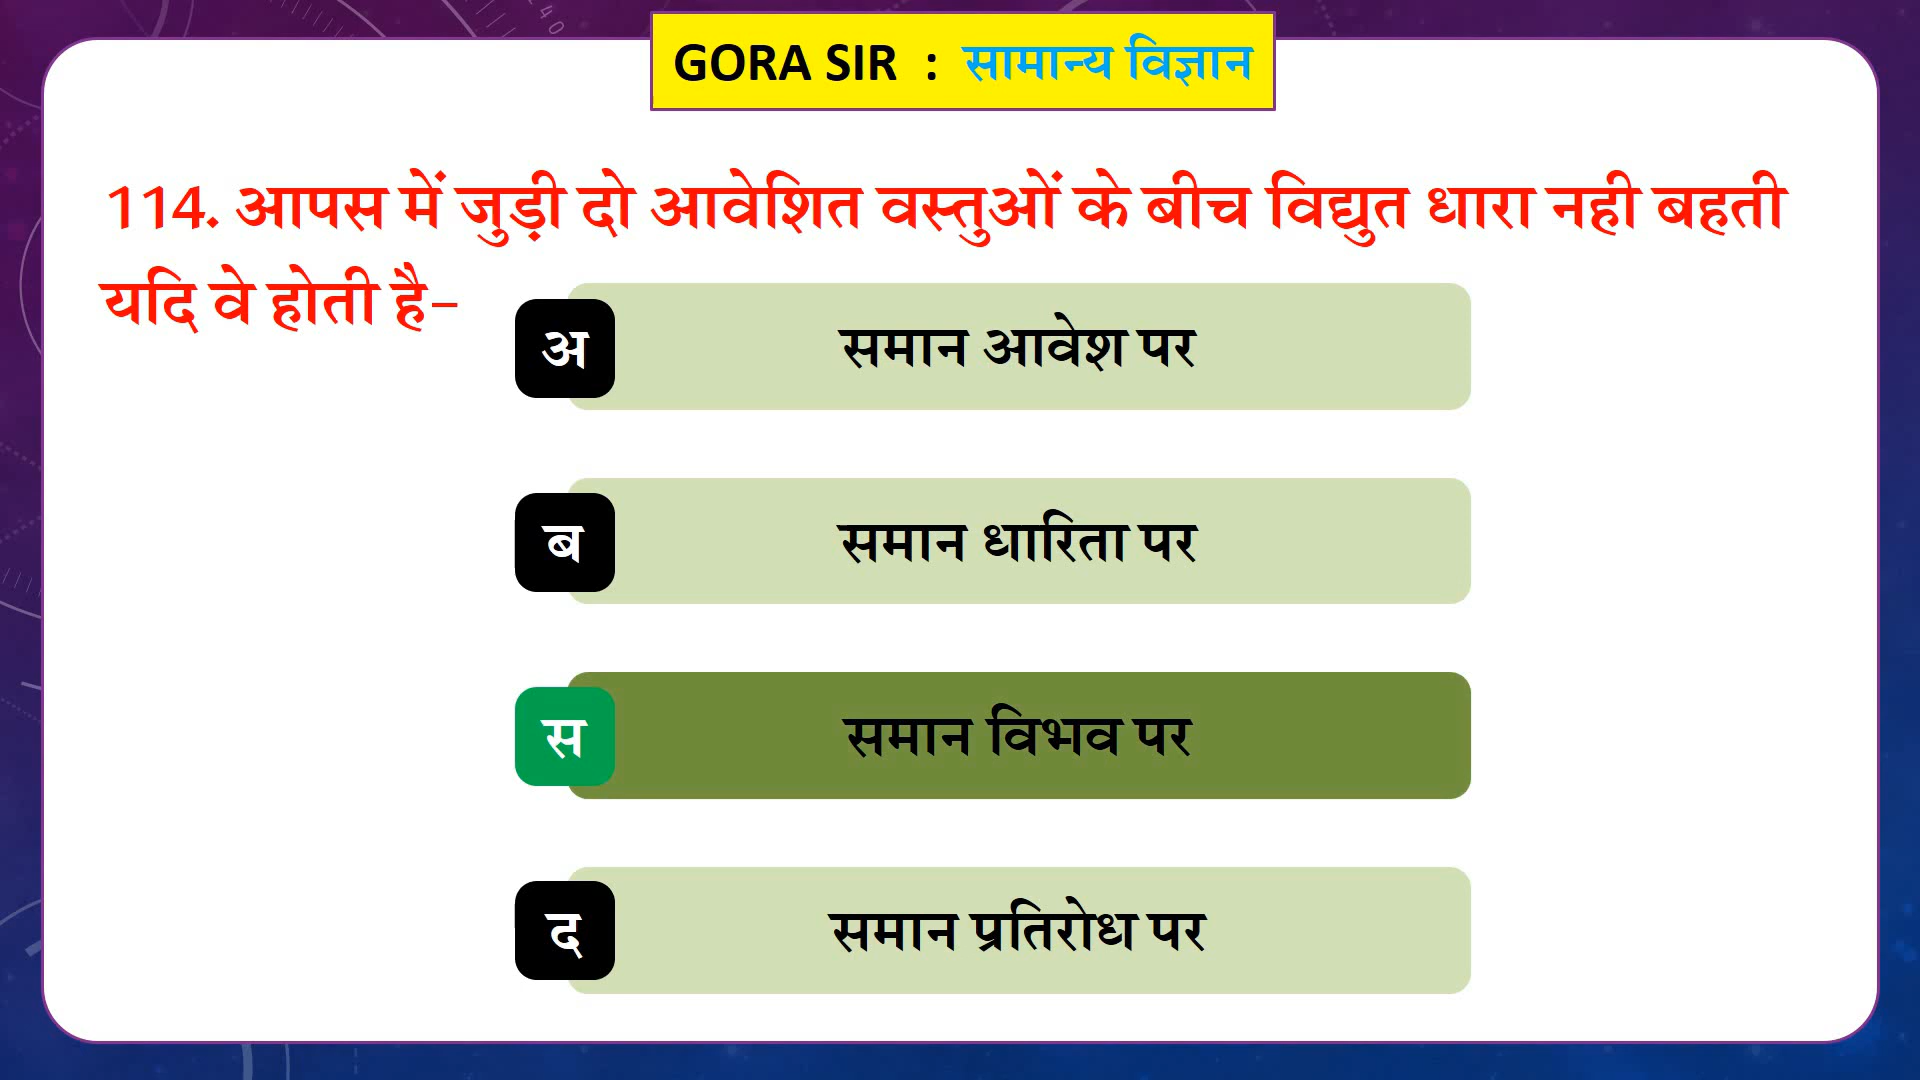 GORA SIR : सामान्य विज्ञान
114. आपस में जुड़ी दो आवेशित वस्तुओं के बीच विद्युत धारा नही बहती
यदि वे होती है–
अ समान आवेश पर
ब समान धारिता पर
स समान विभव पर
द समान प्रतिरोध पर